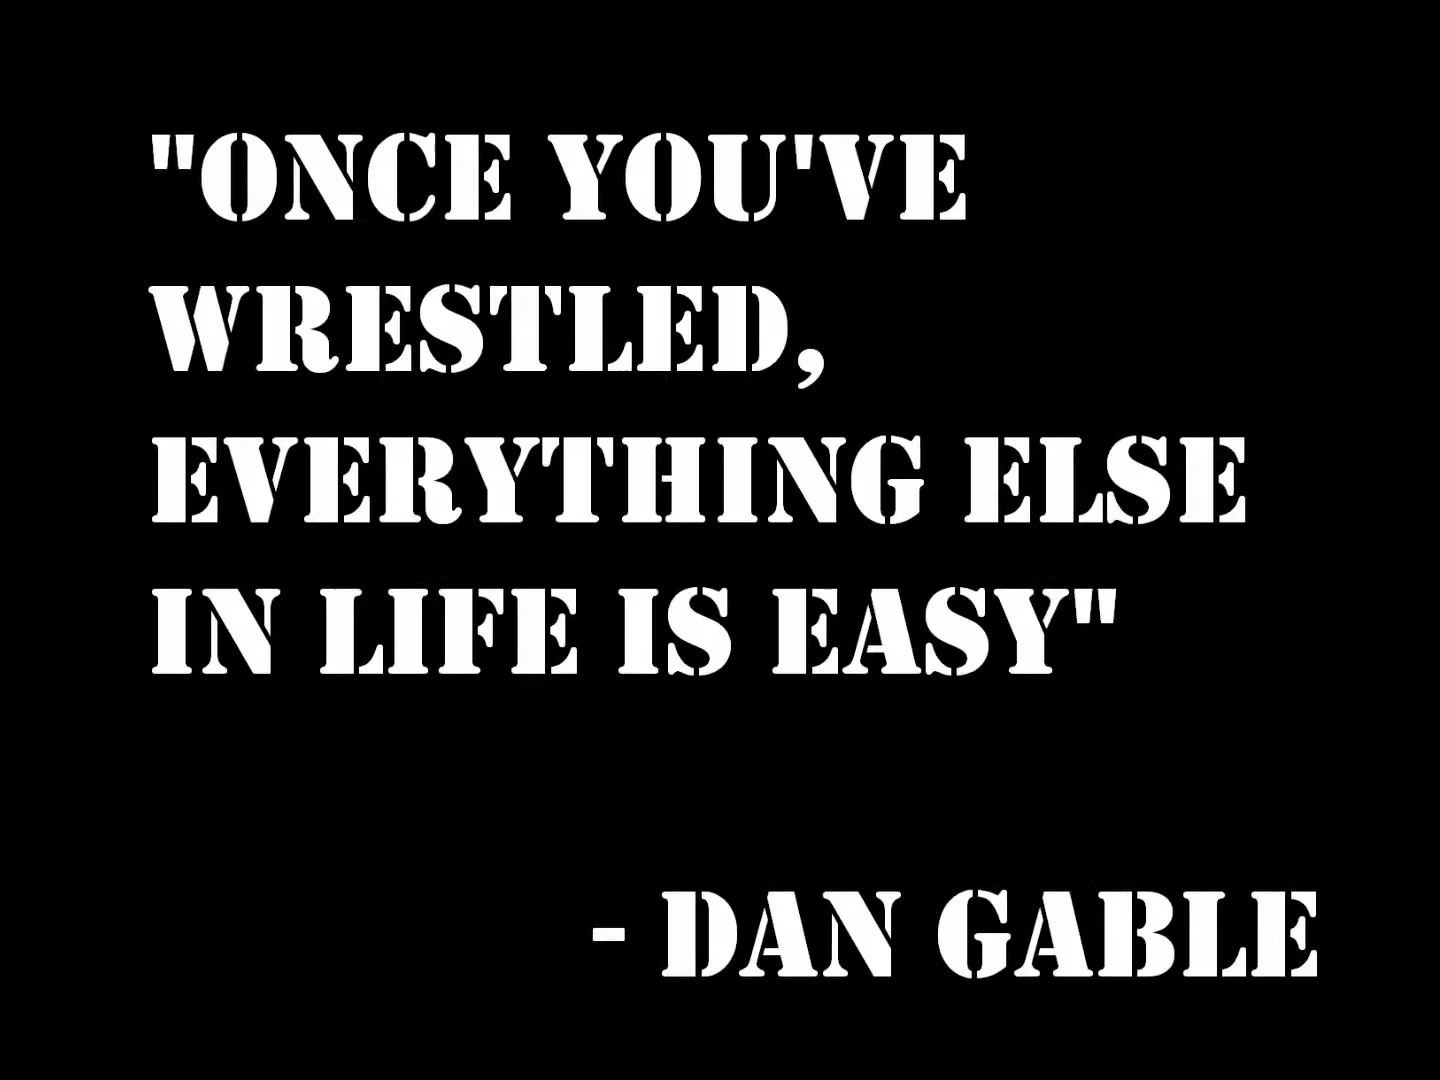 "ONCE YOU'VE
WRESTLED,
EVERYTHING ELSE
IN LIFE IS EASY"
- DAN GABLE